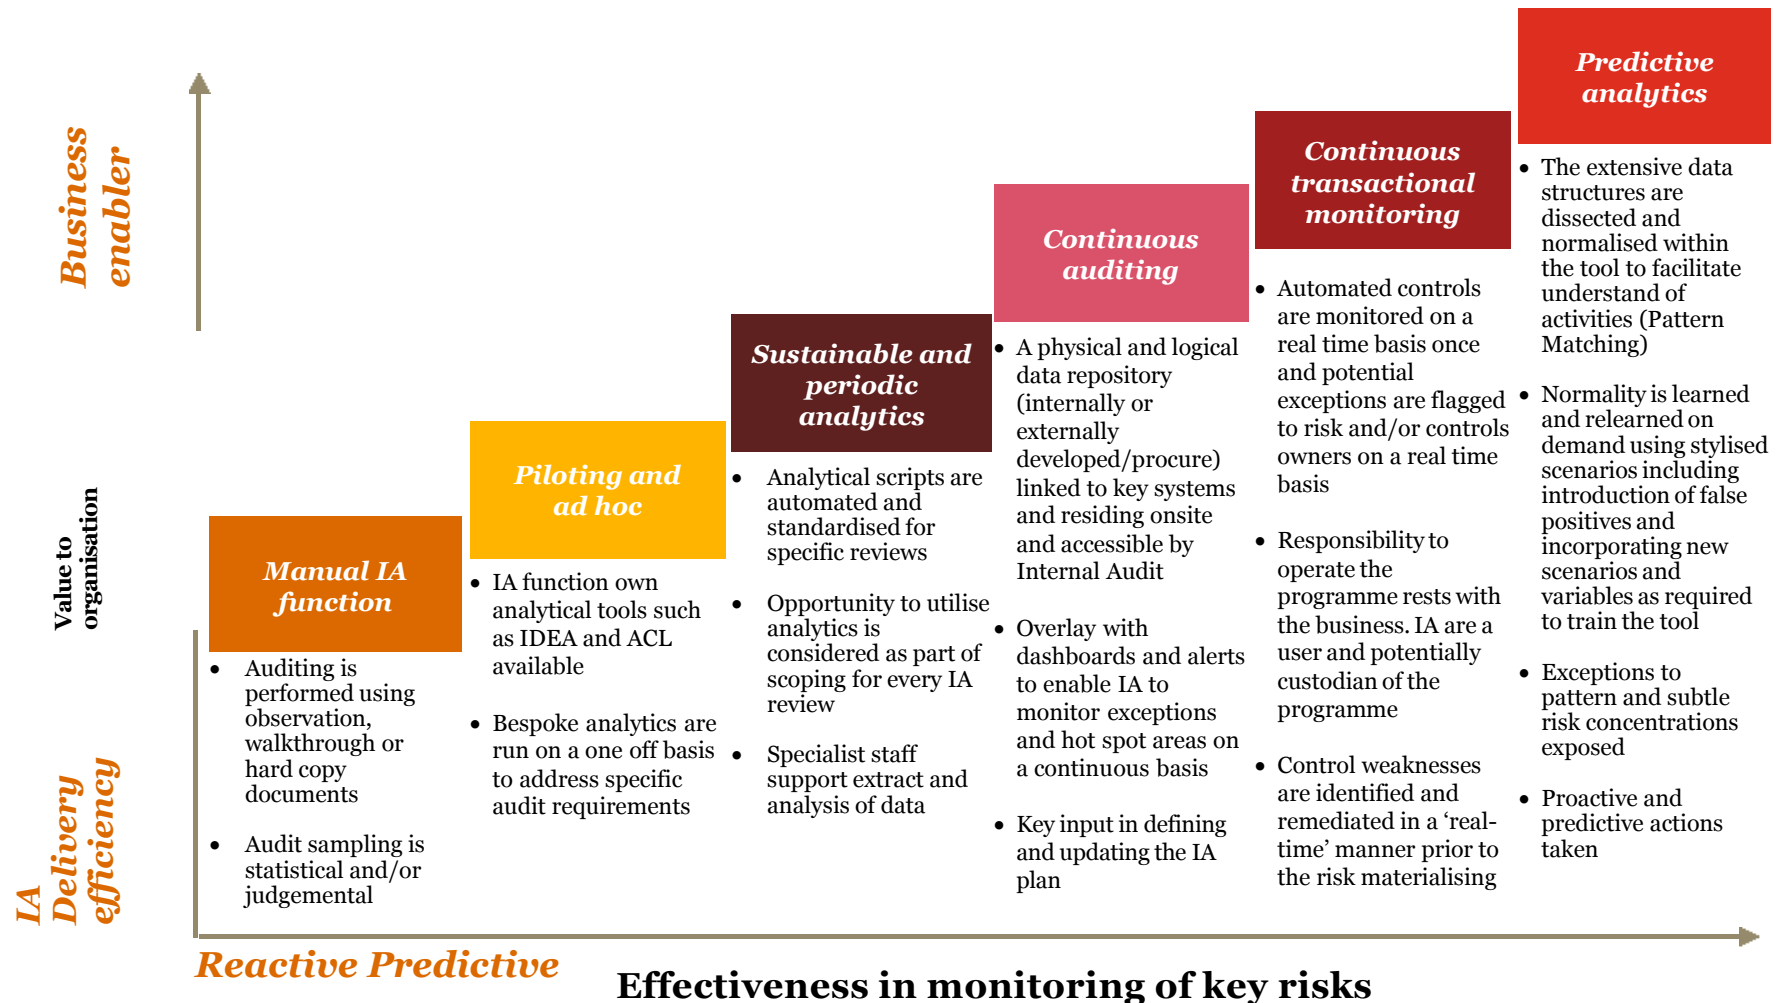 Business
enabler
Value to
organisation
IA
Delivery
efficiency
Manual IA
function
• Auditing is
performed using
observation,
walkthrough or
hard copy
documents
• Audit sampling is
statistical and/or
judgemental
Piloting and
ad hoc
• IA function own
analytical tools such
as IDEA and ACL
available
• Bespoke analytics are
run on a one off basis
to address specific
audit requirements
Sustainable and
periodic
analytics
• Analytical scripts are
automated and
standardised for
specific reviews
• Opportunity to utilise
analytics is
considered as part of
scoping for every IA
review
• Specialist staff
support extract and
analysis of data
Continuous
auditing
• A physical and logical
data repository
(internally or
externally
developed/procure)
linked to key systems
and residing onsite
and accessible by
Internal Audit
• Overlay with
dashboards and alerts
to enable IA to
monitor exceptions
and hot spot areas on
a continuous basis
• Key input in defining
and updating the IA
plan
Continuous
transactional
monitoring
• Automated controls
are monitored on a
real time basis once
and potential
exceptions are flagged
to risk and/or controls
owners on a real time
basis
• Responsibility to
operate the
programme rests with
the business. IA are a
user and potentially
custodian of the
programme
• Control weaknesses
are identified and
remediated in a ‘real-
time’ manner prior to
the risk materialising
Predictive
analytics
• The extensive data
structures are
dissected and
normalised within
the tool to facilitate
understand of
activities (Pattern
Matching)
• Normality is learned
and relearned on
demand using stylised
scenarios including
introduction of false
positives and
incorporating new
scenarios and
variables as required
to train the tool
• Exceptions to
pattern and subtle
risk concentrations
exposed
• Proactive and
predictive actions
taken
Reactive Predictive
Effectiveness in monitoring of key risks